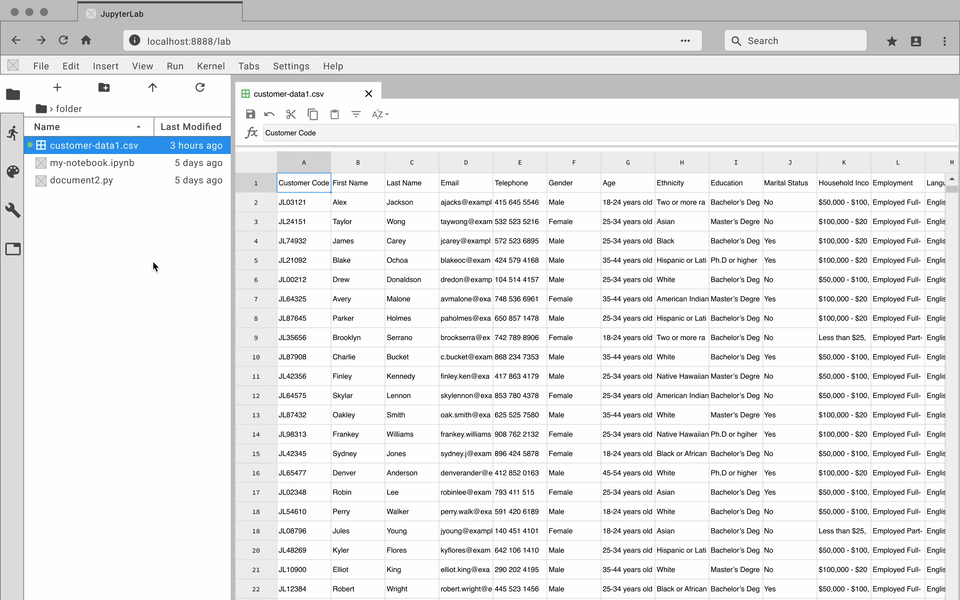 JupyterLab
localhost:8888/lab
Search
File Edit Insert View Run Kernel Tabs Settings Help
folder
Name Last Modified
customer-data1.csv 3 hours ago
my-notebook.ipynb 5 days ago
document2.py 5 days ago
customer-data1.csv
AZ
fx Customer Code
A B C D E F G H I J K L M
1 Customer Code First Name Last Name Email Telephone Gender Age Ethnicity Education Marital Status Household Inco Employment Langu
2 JL03121 Alex Jackson ajacks@exampl 415 645 5546 Male 18-24 years old Two or more ra Bachelor's Deg No $50,000 - $100, Employed Full- Englis
3 JL24151 Taylor Wong taywong@exam 532 523 5216 Female 25-34 years old Asian Master's Degre No $100,000 - $20 Employed Full- Englis
4 JL74932 James Carey jcarey@exampl 572 523 6895 Male 25-34 years old Black Bachelor's Deg Yes $100,000 - $20 Employed Full- Englis
5 JL21092 Blake Ochoa blakeoc@exam 424 579 4168 Male 35-44 years old Hispanic or Lati Ph.D or higher Yes $100,000 - $20 Employed Full- Englis
6 JL00212 Drew Donaldson dredon@examp 104 514 4157 Male 25-34 years old White Bachelor's Deg No $50,000 - $100, Employed Full- Englis
7 JL64325 Avery Malone avmalone@exa 748 536 6961 Female 35-44 years old American Indian Master's Degre Yes $100,000 - $20 Employed Full- Englis
8 JL87645 Parker Holmes paholmes@exa 650 857 1478 Male 25-34 years old Hispanic or Lati Bachelor's Deg No $50,000 - $100, Employed Full- Englis
9 JL35656 Brooklyn Serrano brookserra@ex 742 789 8906 Female 18-24 years old Two or more ra Bachelor's Deg No Less than $25, Employed Part- Englis
10 JL87908 Charlie Bucket c.bucket@exam 868 234 7353 Male 35-44 years old White Bachelor's Deg Yes $50,000 - $100, Employed Full- Englis
11 JL42356 Finley Kennedy finley.ken@exa 417 863 4179 Male 25-34 years old Native Hawaiian Master's Degre No $50,000 - $100, Employed Full- Englis
12 JL64575 Skylar Lennon skylennon@exa 853 780 4378 Female 25-34 years old American Indian Bachelor's Deg No $50,000 - $100, Employed Full- Englis
13 JL87432 Oakley Smith oak.smith@exa 625 525 7580 Male 35-44 years old White Master's Degre Yes $100,000 - $20 Employed Full- Englis
14 JL98313 Frankey Williams frankey.williams 908 762 2132 Female 25-34 years old Native Hawaiian Ph.D or hgiher Yes $100,000 - $20 Employed Full- Englis
15 JL42345 Sydney Jones sydney.j@exam 896 424 5878 Female 18-24 years old Black or African Bachelor's Deg No $50,000 - $100, Employed Full- Englis
16 JL65477 Denver Anderson denverander@e 412 852 0163 Male 45-54 years old White Ph.D or higher Yes $100,000 - $20 Employed Full- Englis
17 JL02348 Robin Lee robinlee@exam 793 411 515 Female 25-34 years old Asian Bachelor's Deg Yes $50,000 - $100, Employed Full- Englis
18 JL54610 Perry Walker perry.walk@exa 591 420 6189 Male 25-34 years old White Bachelor's Deg No $50,000 - $100, Employed Full- Englis
18 JL08796 Jules Young jyoung@exampl 140 451 4101 Female 18-24 years old Asian Bachelor's Deg No Less than $25, Employed Part- Englis
20 JL48269 Kyler Flores kyflores@exam 642 106 1410 Male 25-34 years old Hispanic or Lati Bachelor's Deg No $50,000 - $100, Employed Full- Englis
21 JL10900 Elliot King elliot.king@exa 290 202 4195 Male 25-34 years old White Master's Degre No $100,000 - $20 Employed Full- Englis
22 JL12384 Robert Wright robert.wright@e 445 523 1456 Male 25-34 years old Black or African Bachelor's Deg Yes $50,000 - $100, Employed Full- Englis